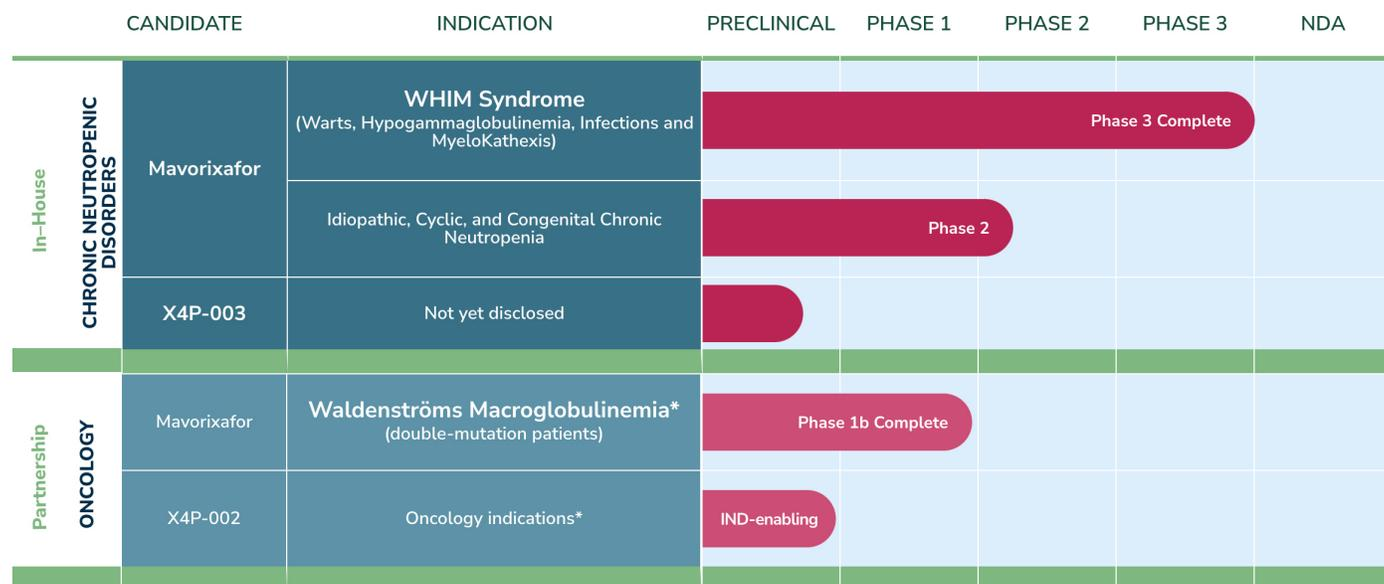 CANDIDATE INDICATION PRECLINICAL PHASE 1 PHASE 2 PHASE 3 NDA
In–House
CHRONIC NEUTROPENIC
DISORDERS
Mavorixafor
WHIM Syndrome
(Warts, Hypogammaglobulinemia, Infections and
MyeloKathexis)
Phase 3 Complete
Idiopathic, Cyclic, and Congenital Chronic
Neutropenia
Phase 2
X4P-003
Not yet disclosed
Partnership
ONCOLOGY
Mavorixafor
Waldenströms Macroglobulinemia*
(double-mutation patients)
Phase 1b Complete
X4P-002
Oncology indications*
IND-enabling